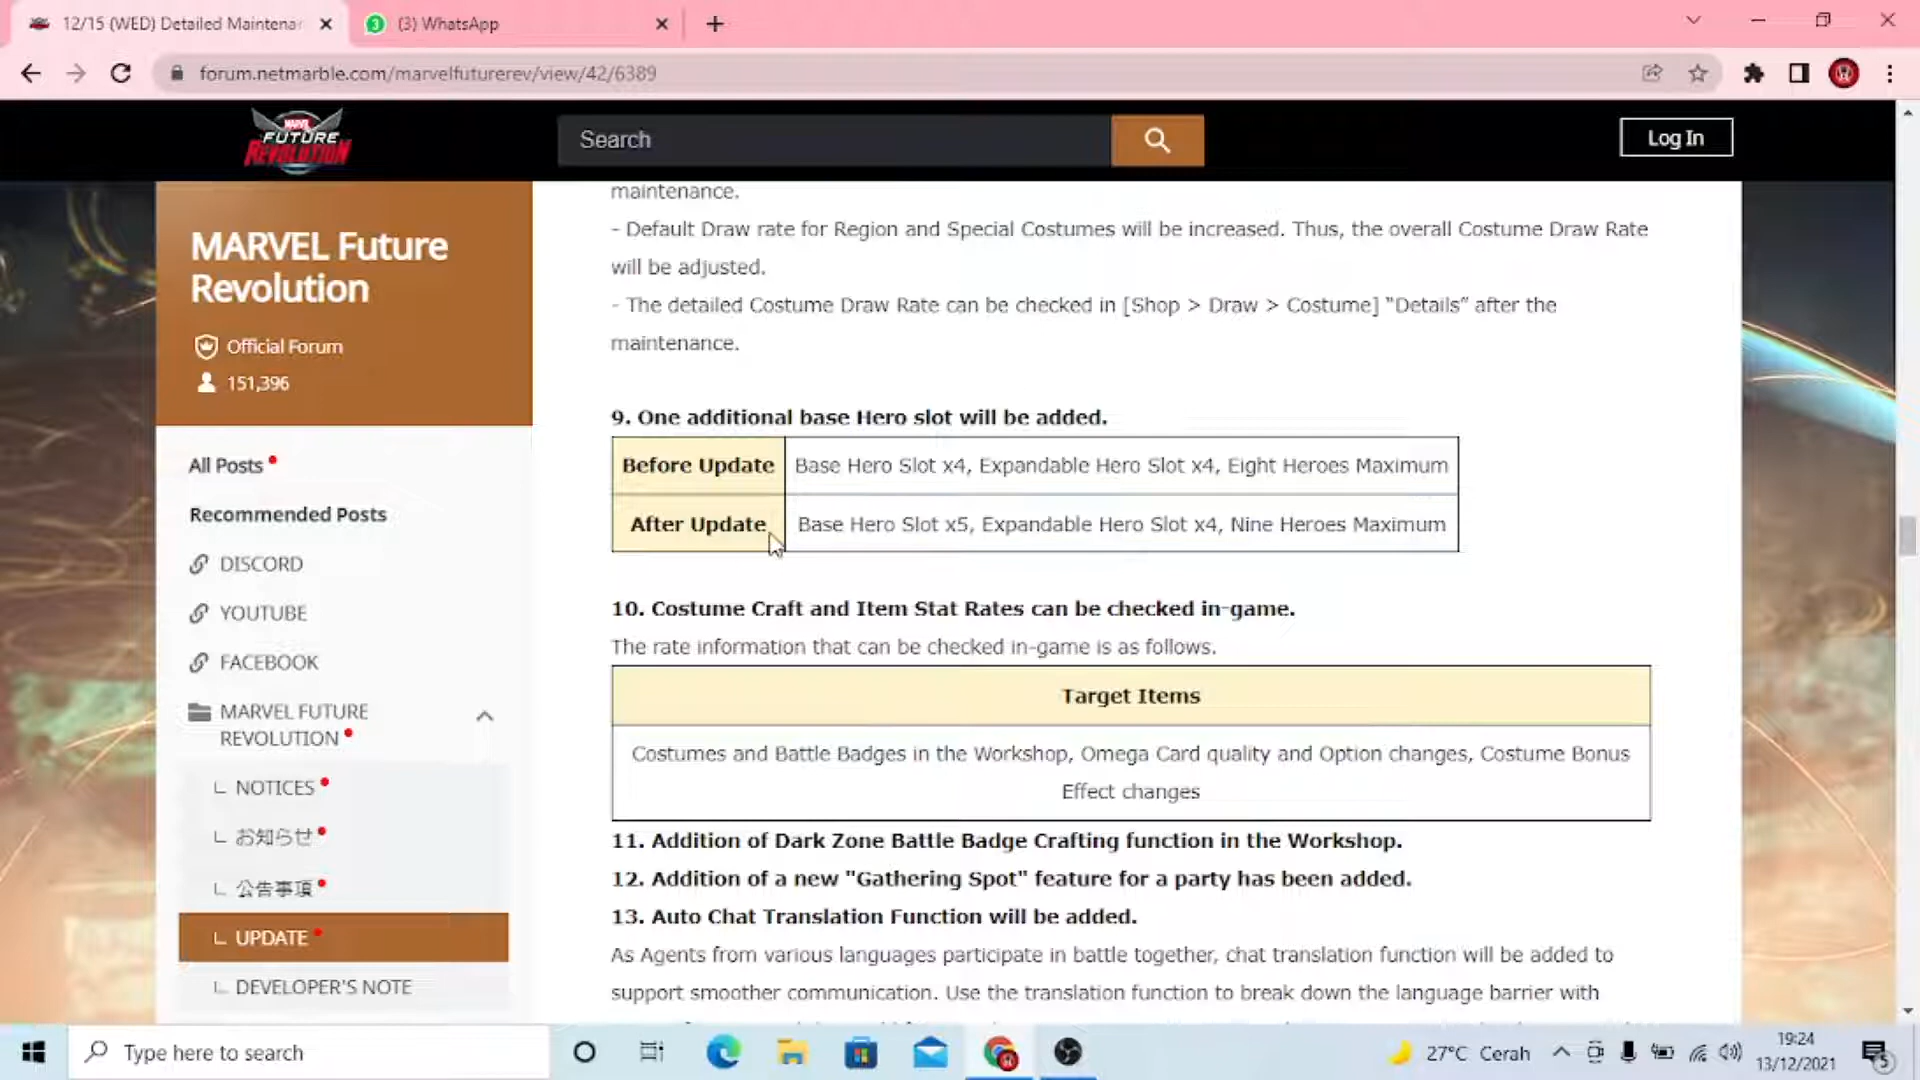 12/15 (WED) Detailed Maintenan
(3) WhatsApp
forum.netmarble.com/marvelfuturerev/view/42/6389
MARVEL
FUTURE
REVOLUTION
Search
Log In
MARVEL Future
Revolution
Official Forum
151,396
All Posts
Recommended Posts
DISCORD
YOUTUBE
FACEBOOK
MARVEL FUTURE
REVOLUTION
NOTICES
お知らせ
公告事項
UPDATE
DEVELOPER'S NOTE
maintenance.
- Default Draw rate for Region and Special Costumes will be increased. Thus, the overall Costume Draw Rate
will be adjusted.
- The detailed Costume Draw Rate can be checked in [Shop > Draw > Costume] “Details” after the
maintenance.
9. One additional base Hero slot will be added.
Before Update Base Hero Slot x4, Expandable Hero Slot x4, Eight Heroes Maximum
After Update Base Hero Slot x5, Expandable Hero Slot x4, Nine Heroes Maximum
10. Costume Craft and Item Stat Rates can be checked in-game.
The rate information that can be checked in-game is as follows.
Target Items
Costumes and Battle Badges in the Workshop, Omega Card quality and Option changes, Costume Bonus
Effect changes
11. Addition of Dark Zone Battle Badge Crafting function in the Workshop.
12. Addition of a new "Gathering Spot" feature for a party has been added.
13. Auto Chat Translation Function will be added.
As Agents from various languages participate in battle together, chat translation function will be added to
support smoother communication. Use the translation function to break down the language barrier with
Type here to search
27°C Cerah
19:24
13/12/2021
5